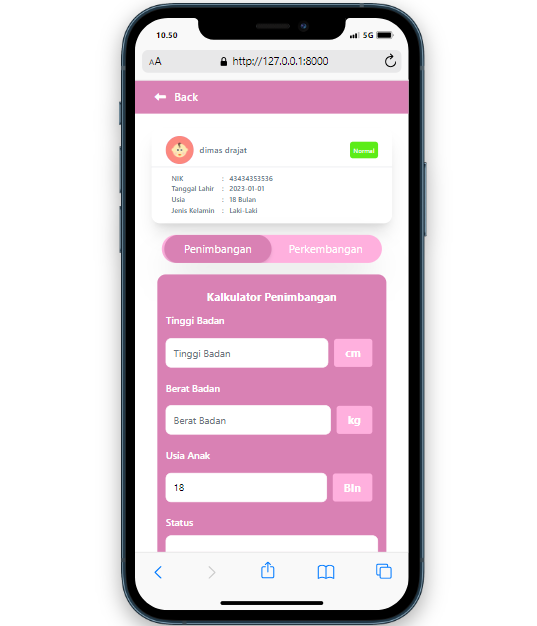 10.50
5G
AA
http://127.0.0.1:8000
Back
dimas drajat
Normal
NIK : 43434353536
Tanggal Lahir : 2023-01-01
Usia : 18 Bulan
Jenis Kelamin : Laki-Laki
Penimbangan Perkembangan
Kalkulator Penimbangan
Tinggi Badan
Tinggi Badan cm
Berat Badan
Berat Badan kg
Usia Anak
18 Bln
Status